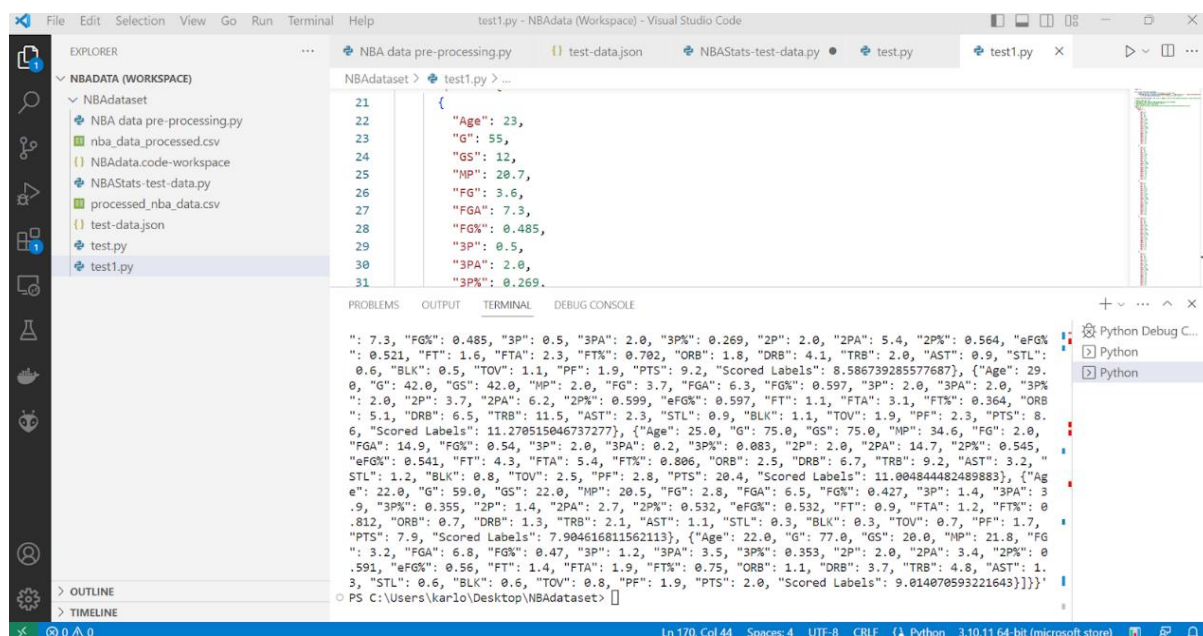 File Edit Selection View Go Run Terminal Help test1.py - NBAdata (Workspace) - Visual Studio Code
EXPLORER
NBADATA (WORKSPACE)
NBAdataset
NBA data pre-processing.py
nba_data_processed.csv
NBAdata.code-workspace
NBAStats-test-data.py
processed_nba_data.csv
test-data.json
test.py
test1.py
OUTLINE
TIMELINE
NBA data pre-processing.py {} test-data.json NBAStats-test-data.py test.py test1.py
NBAdataset > test1.py > ...
21 {
22 "Age": 23,
23 "G": 55,
24 "GS": 12,
25 "MP": 20.7,
26 "FG": 3.6,
27 "FGA": 7.3,
28 "FG%": 0.485,
29 "3P": 0.5,
30 "3PA": 2.0,
31 "3P%": 0.269,
PROBLEMS OUTPUT TERMINAL DEBUG CONSOLE
": 7.3, "FG%": 0.485, "3P": 0.5, "3PA": 2.0, "3P%": 0.269, "2P": 2.0, "2PA": 5.4, "2P%": 0.564, "eFG%
": 0.521, "FT": 1.6, "FTA": 2.3, "FT%": 0.702, "ORB": 1.8, "DRB": 4.1, "TRB": 2.0, "AST": 0.9, "STL":
0.6, "BLK": 0.5, "TOV": 1.1, "PF": 1.9, "PTS": 9.2, "Scored Labels": 8.586739285577687}, {"Age": 29.
0, "G": 42.0, "GS": 42.0, "MP": 2.0, "FG": 3.7, "FGA": 6.3, "FG%": 0.597, "3P": 2.0, "3PA": 2.0, "3P%
": 2.0, "2P": 3.7, "2PA": 6.2, "2P%": 0.599, "eFG%": 0.597, "FT": 1.1, "FTA": 3.1, "FT%": 0.364, "ORB
": 5.1, "DRB": 6.5, "TRB": 11.5, "AST": 2.3, "STL": 0.9, "BLK": 1.1, "TOV": 1.9, "PF": 2.3, "PTS": 8.
6, "Scored Labels": 11.270515046737277}, {"Age": 25.0, "G": 75.0, "GS": 75.0, "MP": 34.6, "FG": 2.0,
"FGA": 14.9, "FG%": 0.54, "3P": 2.0, "3PA": 0.2, "3P%": 0.083, "2P": 2.0, "2PA": 14.7, "2P%": 0.545,
"eFG%": 0.541, "FT": 4.3, "FTA": 5.4, "FT%": 0.806, "ORB": 2.5, "DRB": 6.7, "TRB": 9.2, "AST": 3.2, "
STL": 1.2, "BLK": 0.8, "TOV": 2.5, "PF": 2.8, "PTS": 20.4, "Scored Labels": 11.004844482489883}, {"Ag
e": 22.0, "G": 59.0, "GS": 22.0, "MP": 20.5, "FG": 2.8, "FGA": 6.5, "FG%": 0.427, "3P": 1.4, "3PA": 3
.9, "3P%": 0.355, "2P": 1.4, "2PA": 2.7, "2P%": 0.532, "eFG%": 0.532, "FT": 0.9, "FTA": 1.2, "FT%": 0
.812, "ORB": 0.7, "DRB": 1.3, "TRB": 2.1, "AST": 1.1, "STL": 0.3, "BLK": 0.3, "TOV": 0.7, "PF": 1.7,
"PTS": 7.9, "Scored Labels": 7.904616811562113}, {"Age": 22.0, "G": 77.0, "GS": 20.0, "MP": 21.8, "FG
": 3.2, "FGA": 6.8, "FG%": 0.47, "3P": 1.2, "3PA": 3.5, "3P%": 0.353, "2P": 2.0, "2PA": 3.4, "2P%": 0
.591, "eFG%": 0.56, "FT": 1.4, "FTA": 1.9, "FT%": 0.75, "ORB": 1.1, "DRB": 3.7, "TRB": 4.8, "AST": 1.
3, "STL": 0.6, "BLK": 0.6, "TOV": 0.8, "PF": 1.9, "PTS": 2.0, "Scored Labels": 9.014070593221643}]}}'
PS C:\Users\karlo\Desktop\NBAdataset>
Python Debug C...
Python
Python
0 0 Ln 170, Col 44 Spaces: 4 UTF-8 CRLF Python 3.10.11 64-bit (microsoft store)